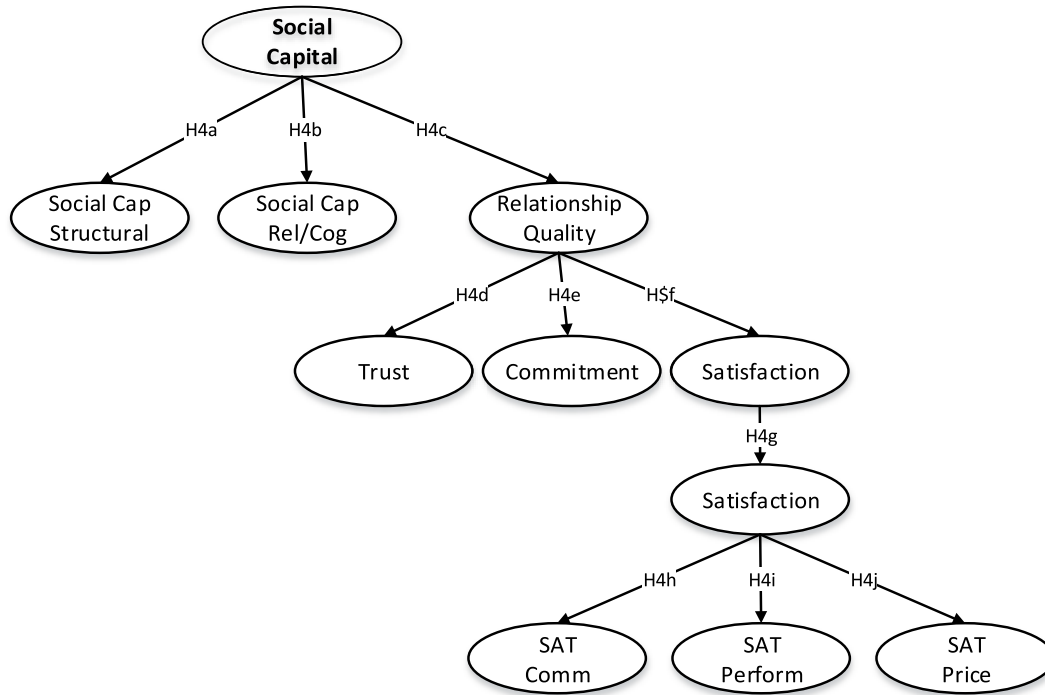 Social
Capital
H4a
H4b
H4c
Social Cap
Structural
Social Cap
Rel/Cog
Relationship
Quality
H4d
H4e
H$f
Trust
Commitment
Satisfaction
H4g
Satisfaction
H4h
H4i
H4j
SAT
Comm
SAT
Perform
SAT
Price